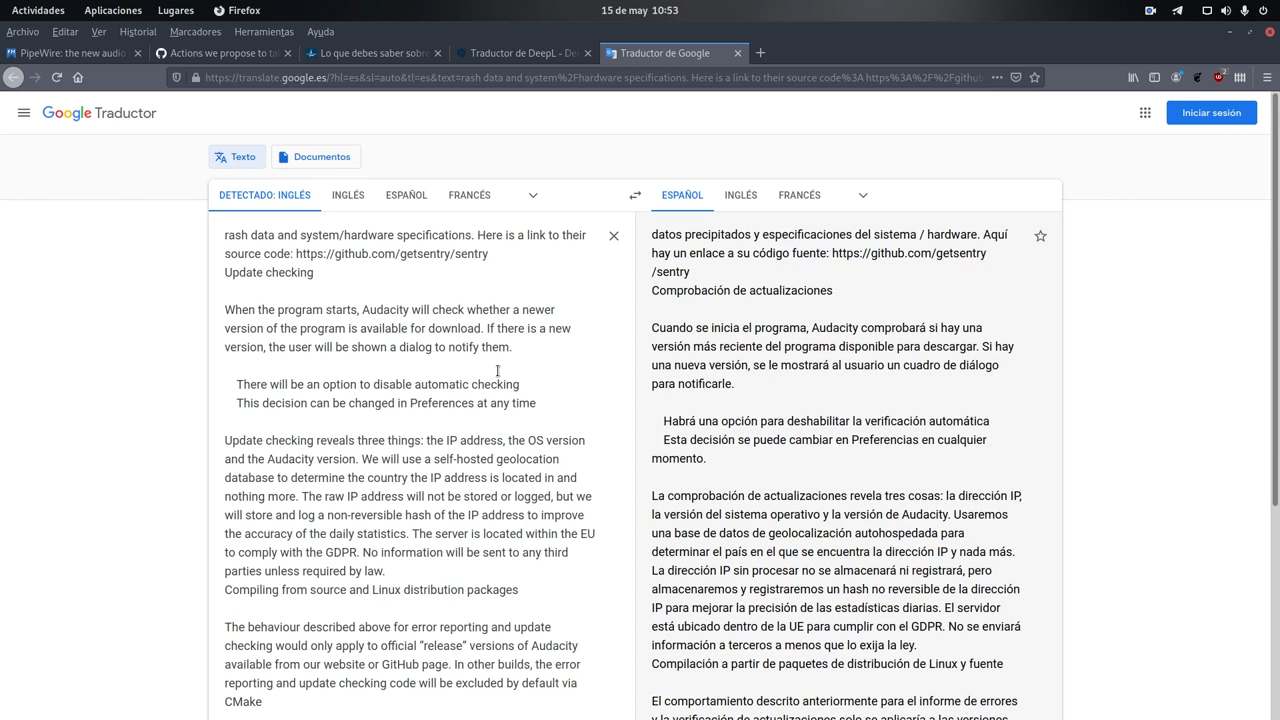 Actividades Aplicaciones Lugares Firefox 15 de may 10:53
Archivo Editar Ver Historial Marcadores Herramientas Ayuda
PipeWire: the new audio Actions we propose to ta Lo que debes saber sobre Traductor de DeepL - De Traductor de Google
https://translate.google.es/?hl=es&sl=auto&tl=es&text=rash data and system%2Fhardware specifications. Here is a link to their source code%3A https%3A%2F%2Fgithub
Google Traductor Iniciar sesión
Texto Documentos
DETECTADO: INGLÉS INGLÉS ESPAÑOL FRANCÉS ESPAÑOL INGLÉS FRANCÉS
rash data and system/hardware specifications. Here is a link to their
source code: https://github.com/getsentry/sentry
Update checking
When the program starts, Audacity will check whether a newer
version of the program is available for download. If there is a new
version, the user will be shown a dialog to notify them.
There will be an option to disable automatic checking
This decision can be changed in Preferences at any time
Update checking reveals three things: the IP address, the OS version
and the Audacity version. We will use a self-hosted geolocation
database to determine the country the IP address is located in and
nothing more. The raw IP address will not be stored or logged, but we
will store and log a non-reversible hash of the IP address to improve
the accuracy of the daily statistics. The server is located within the EU
to comply with the GDPR. No information will be sent to any third
parties unless required by law.
Compiling from source and Linux distribution packages
The behaviour described above for error reporting and update
checking would only apply to official “release” versions of Audacity
available from our website or GitHub page. In other builds, the error
reporting and update checking code will be excluded by default via
CMake
datos precipitados y especificaciones del sistema / hardware. Aquí
hay un enlace a su código fuente: https://github.com/getsentry
/sentry
Comprobación de actualizaciones
Cuando se inicia el programa, Audacity comprobará si hay una
versión más reciente del programa disponible para descargar. Si hay
una nueva versión, se le mostrará al usuario un cuadro de diálogo
para notificarle.
Habrá una opción para deshabilitar la verificación automática
Esta decisión se puede cambiar en Preferencias en cualquier
momento.
La comprobación de actualizaciones revela tres cosas: la dirección IP,
la versión del sistema operativo y la versión de Audacity. Usaremos
una base de datos de geolocalización autohospedada para
determinar el país en el que se encuentra la dirección IP y nada más.
La dirección IP sin procesar no se almacenará ni registrará, pero
almacenaremos y registraremos un hash no reversible de la dirección
IP para mejorar la precisión de las estadísticas diarias. El servidor
está ubicado dentro de la UE para cumplir con el GDPR. No se enviará
información a terceros a menos que lo exija la ley.
Compilación a partir de paquetes de distribución de Linux y fuente
El comportamiento descrito anteriormente para el informe de errores
y la verificación de actualizaciones solo se aplicaría a las versiones